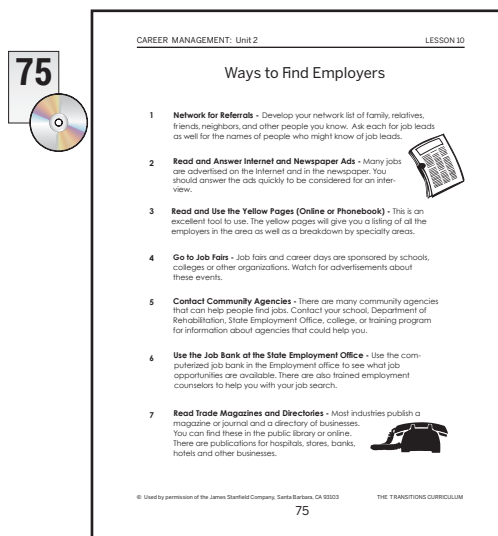 75
CAREER MANAGEMENT: Unit 2 LESSON 10
Ways to Find Employers
1 Network for Referrals - Develop your network list of family, relatives,
friends, neighbors, and other people you know. Ask each for job leads
as well for the names of people who might know of job leads.
2 Read and Answer Internet and Newspaper Ads - Many jobs
are advertised on the Internet and in the newspaper. You
should answer the ads quickly to be considered for an inter-
view.
3 Read and Use the Yellow Pages (Online or Phonebook) - This is an
excellent tool to use. The yellow pages will give you a listing of all the
employers in the area as well as a breakdown by specialty areas.
4 Go to Job Fairs - Job fairs and career days are sponsored by schools,
colleges or other organizations. Watch for advertisements about
these events.
5 Contact Community Agencies - There are many community agencies
that can help people find jobs. Contact your school, Department of
Rehabilitation, State Employment Office, college, or training program
for information about agencies that could help you.
6 Use the Job Bank at the State Employment Office - Use the com-
puterized job bank in the Employment office to see what job
opportunities are available. There are also trained employment
counselors to help you with your job search.
7 Read Trade Magazines and Directories - Most industries publish a
magazine or journal and a directory of businesses.
You can find these in the public library or online.
There are publications for hospitals, stores, banks,
hotels and other businesses.
© Used by permission of the James Stanfield Company, Santa Barbara, CA 93103 THE TRANSITIONS CURRICULUM
75